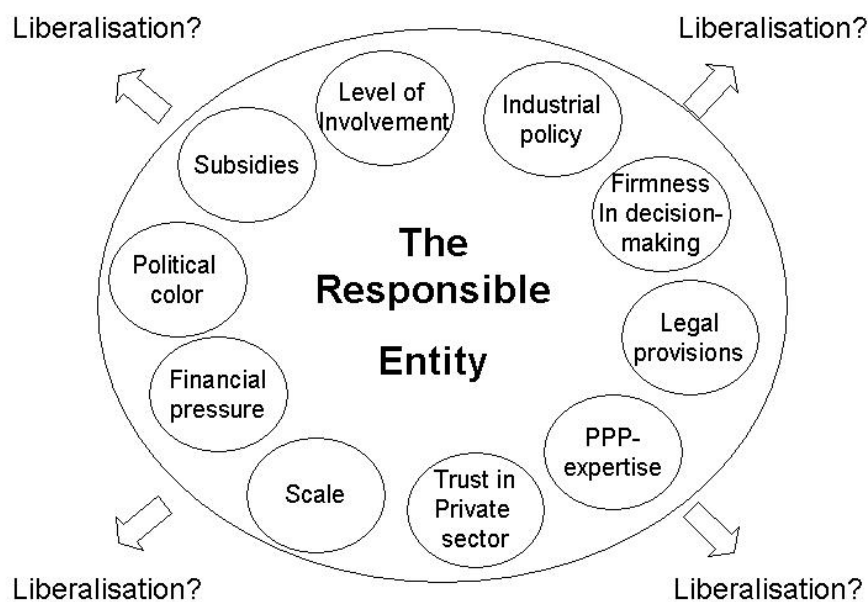 Liberalisation?
Liberalisation?
Level of
Involvement
Industrial
policy
Subsidies
Firmness
In decision-
making
The
Responsible
Entity
Political
color
Legal
provisions
Financial
pressure
PPP-
expertise
Scale
Trust in
Private
sector
Liberalisation?
Liberalisation?